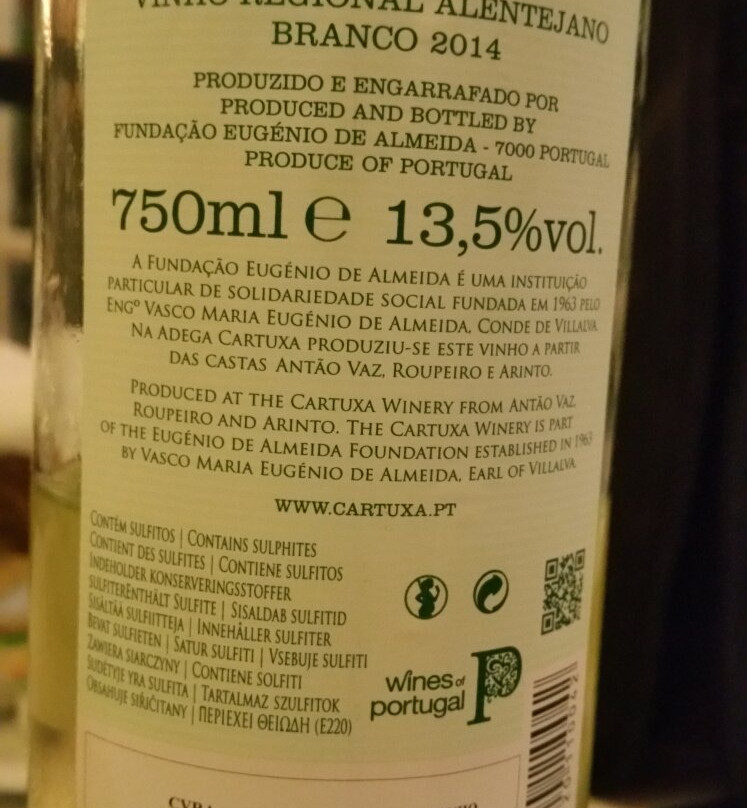 VINHO REGIONAL ALENTEJANO
BRANCO 2014
PRODUZIDO E ENGARRAFADO POR
PRODUCED AND BOTTLED BY
FUNDAÇÃO EUGÉNIO DE ALMEIDA - 7000 PORTUGAL
PRODUCE OF PORTUGAL
750ml ℮ 13,5%vol.
A FUNDAÇÃO EUGÉNIO DE ALMEIDA É UMA INSTITUIÇÃO
PARTICULAR DE SOLIDARIEDADE SOCIAL FUNDADA EM 1963 PELO
ENGº VASCO MARIA EUGÉNIO DE ALMEIDA, CONDE DE VILLALVA
NA ADEGA CARTUXA PRODUZIU-SE ESTE VINHO A PARTIR
DAS CASTAS ANTÃO VAZ, ROUPEIRO E ARINTO.
PRODUCED AT THE CARTUXA WINERY FROM ANTÃO VAZ,
ROUPEIRO AND ARINTO. THE CARTUXA WINERY IS PART
OF THE EUGÉNIO DE ALMEIDA FOUNDATION ESTABLISHED IN 1963
BY VASCO MARIA EUGÉNIO DE ALMEIDA, EARL OF VILLALVA
WWW.CARTUXA.PT
CONTÉM SULFITOS | CONTAINS SULPHITES
CONTIENT DES SULFITES | CONTIENE SULFITOS
INDEHOLDER KONSERVERINGSSTOFFER
SULFITERENTHÄLT SULFITE | SISALDAB SULFITID
SISÄLTÄÄ SULFIITTEJA | INNEHÅLLER SULFITER
BEVAT SULFIETEN | SATUR SULFITI | VSEBUJE SULFITI
ZAWIERA SIARCZYNY | CONTIENE SOLFITI
SUDĖTYJE YRA SULFITA | TARTALMAZ SZULFITOK
OBSAHUJE SIŘIČITANY | ΠΕΡΙΕΧΕΙ ΘΕΙΩΔΗ (E220)
wines of
portugal
P